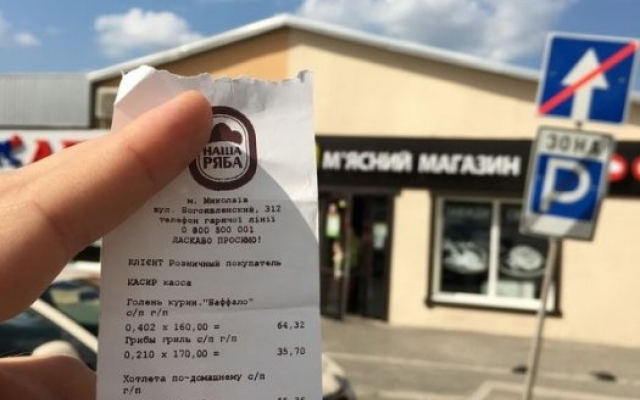 НАША
РЯБА
м. Миколаїв
вул. Богоявленский, 312
телефон гарячої лінії
0 800 500 001
ЛАСКАВО ПРОСИМО!
КЛІЄНТ Розничный покупатель
КАСИР касса
Голень курин."Баффало"
с/п г/п
0,402 x 160,00 = 64,32
Грибы гриль с/п г/п
0,210 x 170,00 = 35,70
Котлета по-домашнему с/п
г/п
М'ЯСНИЙ МАГАЗИН
ЗОНА
P